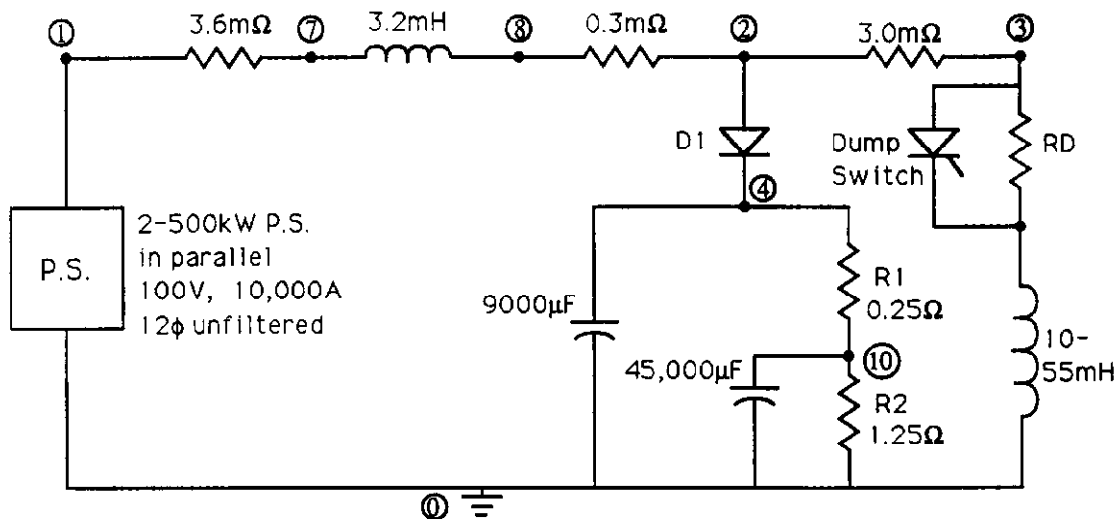 ① 3.6mΩ ⑦ 3.2mH ⑧ 0.3mΩ ② 3.0mΩ ③
D1
Dump
Switch
RD
④
P.S.
2-500kW P.S.
in parallel
100V, 10,000A
12ϕ unfiltered
9000µF
R1
0.25Ω
45,000µF
⑩
R2
1.25Ω
10-
55mH
⓪